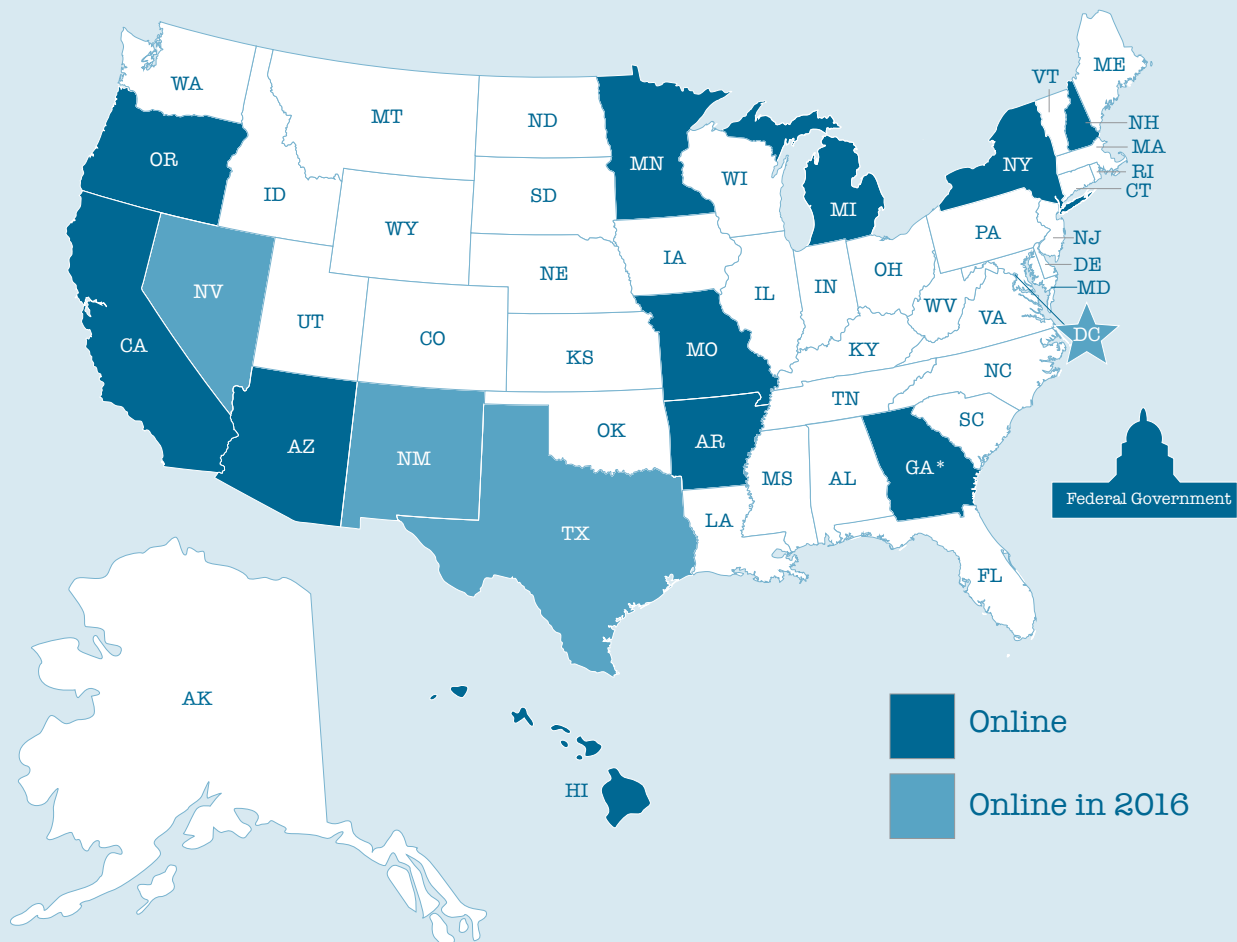 WA
MT
ND
MN
VT
ME
NH
MA
RI
CT
OR
ID
SD
WI
MI
NY
WY
PA
NJ
DE
MD
NV
NE
IA
IL
IN
OH
WV
VA
DC
UT
CO
CA
KS
MO
KY
NC
TN
SC
AZ
NM
OK
AR
MS
AL
GA*
Federal Government
TX
LA
FL
AK
HI
Online
Online in 2016